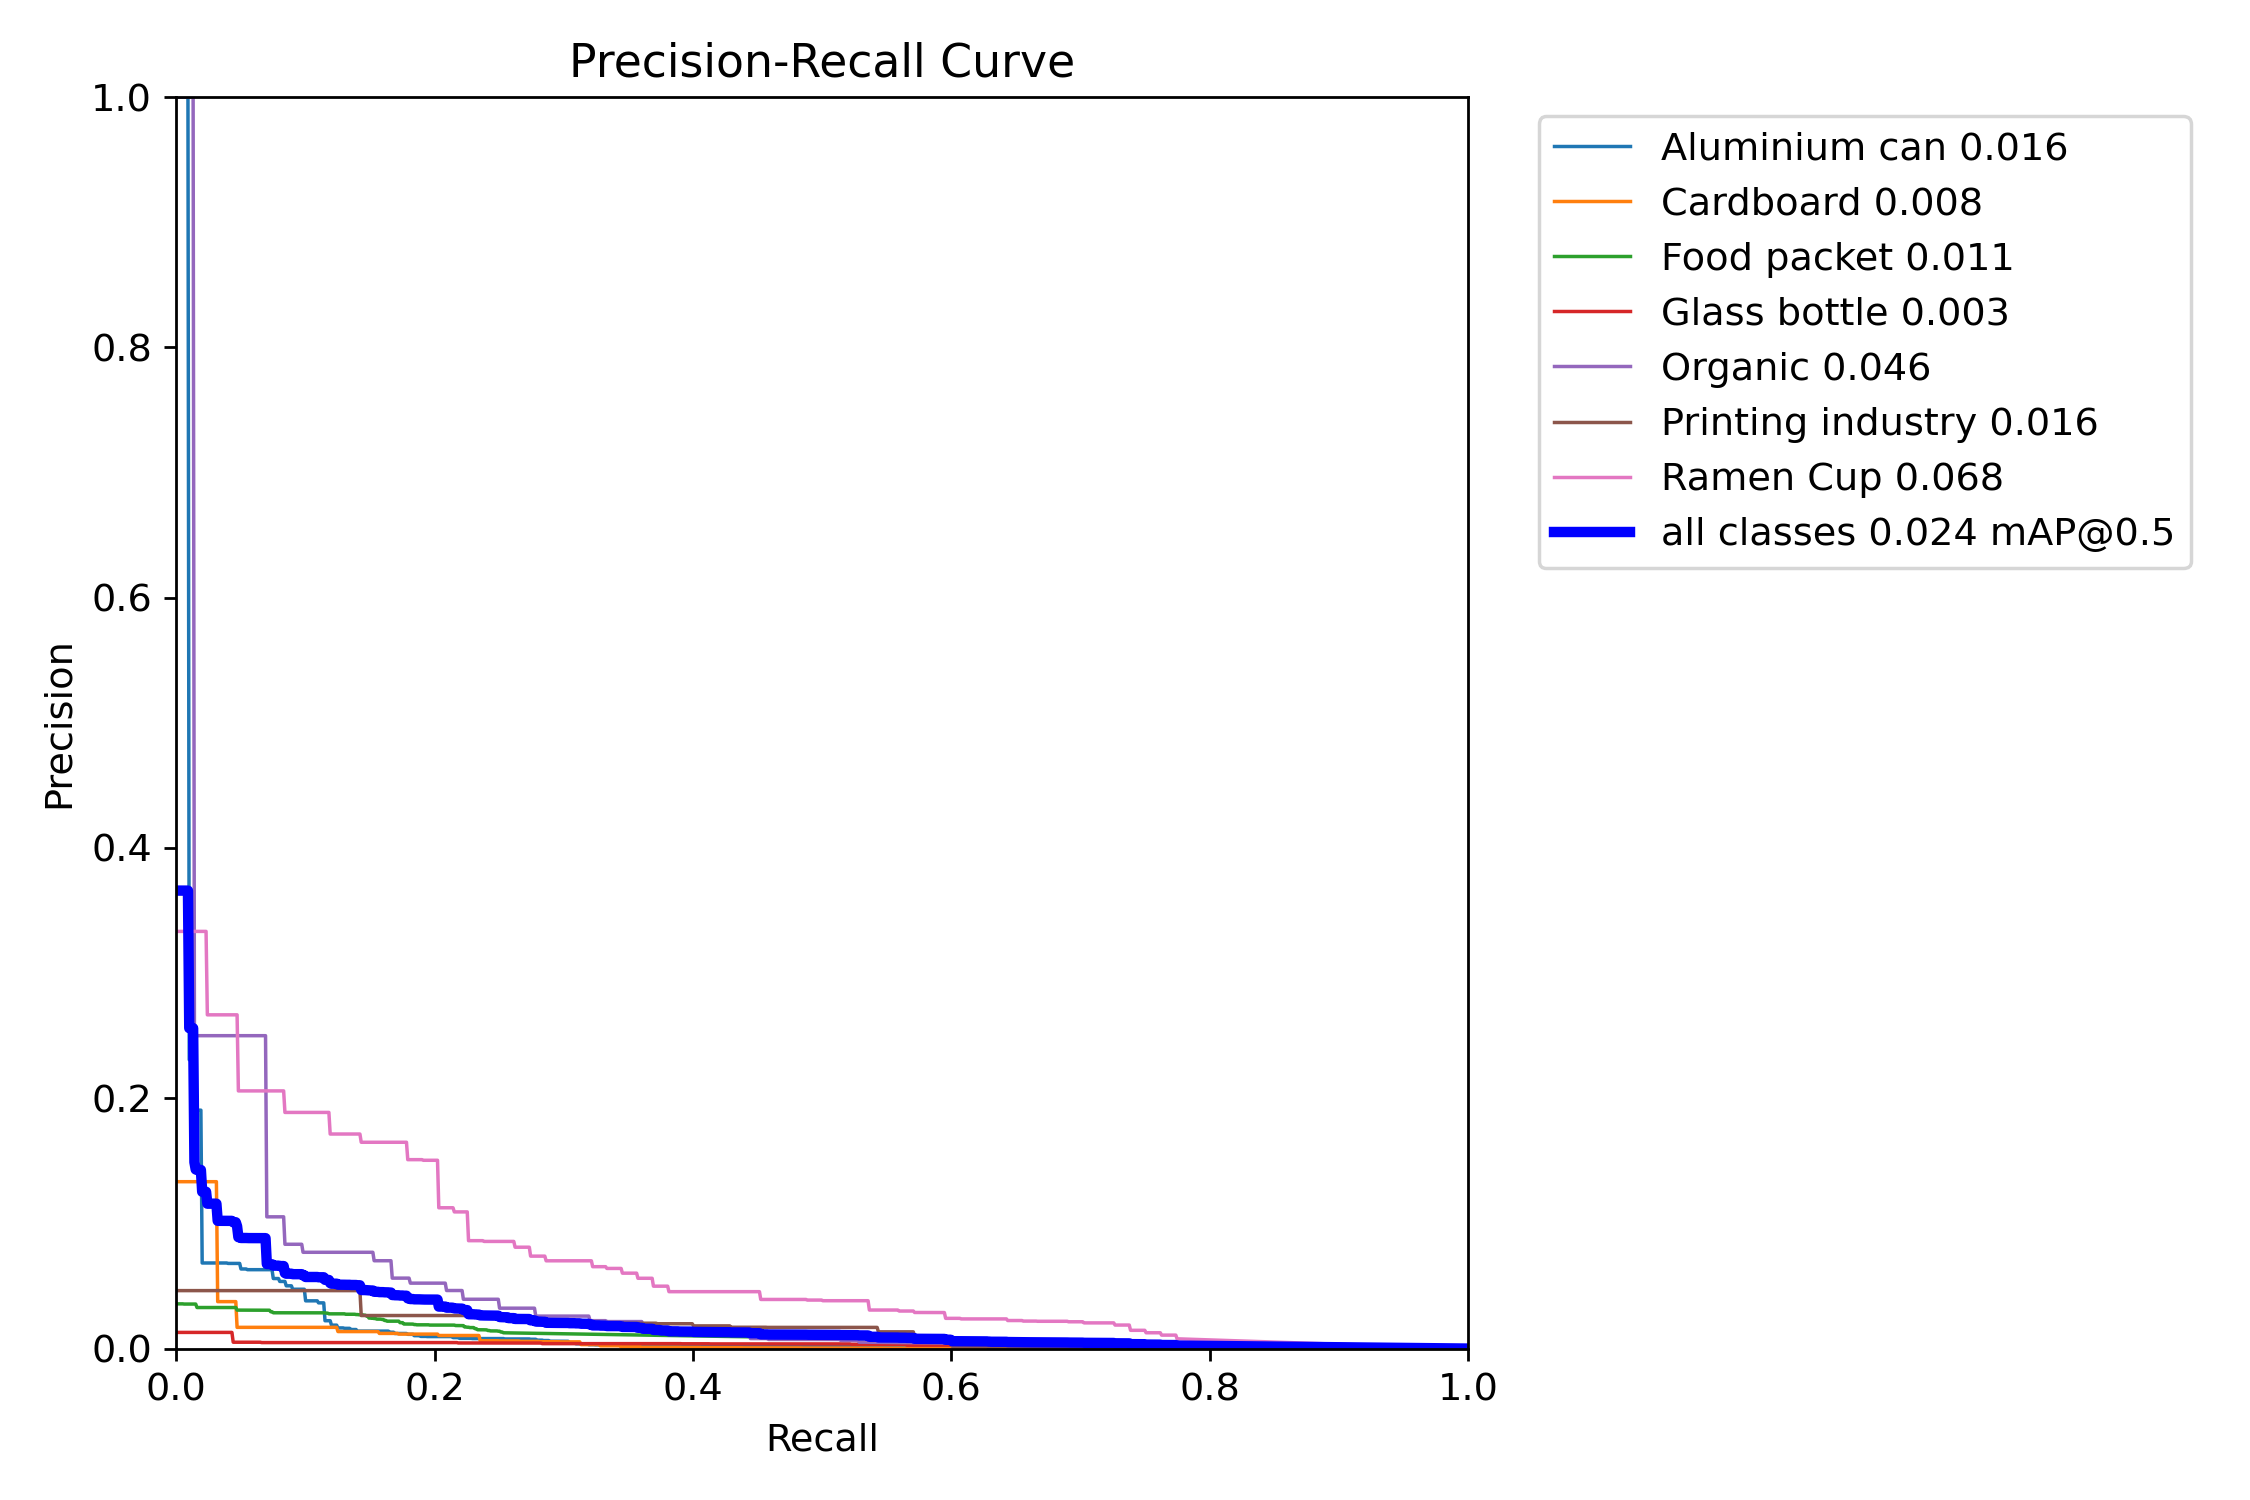 Precision-Recall Curve
1.0
0.8
0.6
0.4
0.2
0.0
Precision
0.0 0.2 0.4 0.6 0.8 1.0
Recall
Aluminium can 0.016
Cardboard 0.008
Food packet 0.011
Glass bottle 0.003
Organic 0.046
Printing industry 0.016
Ramen Cup 0.068
all classes 0.024 mAP@0.5